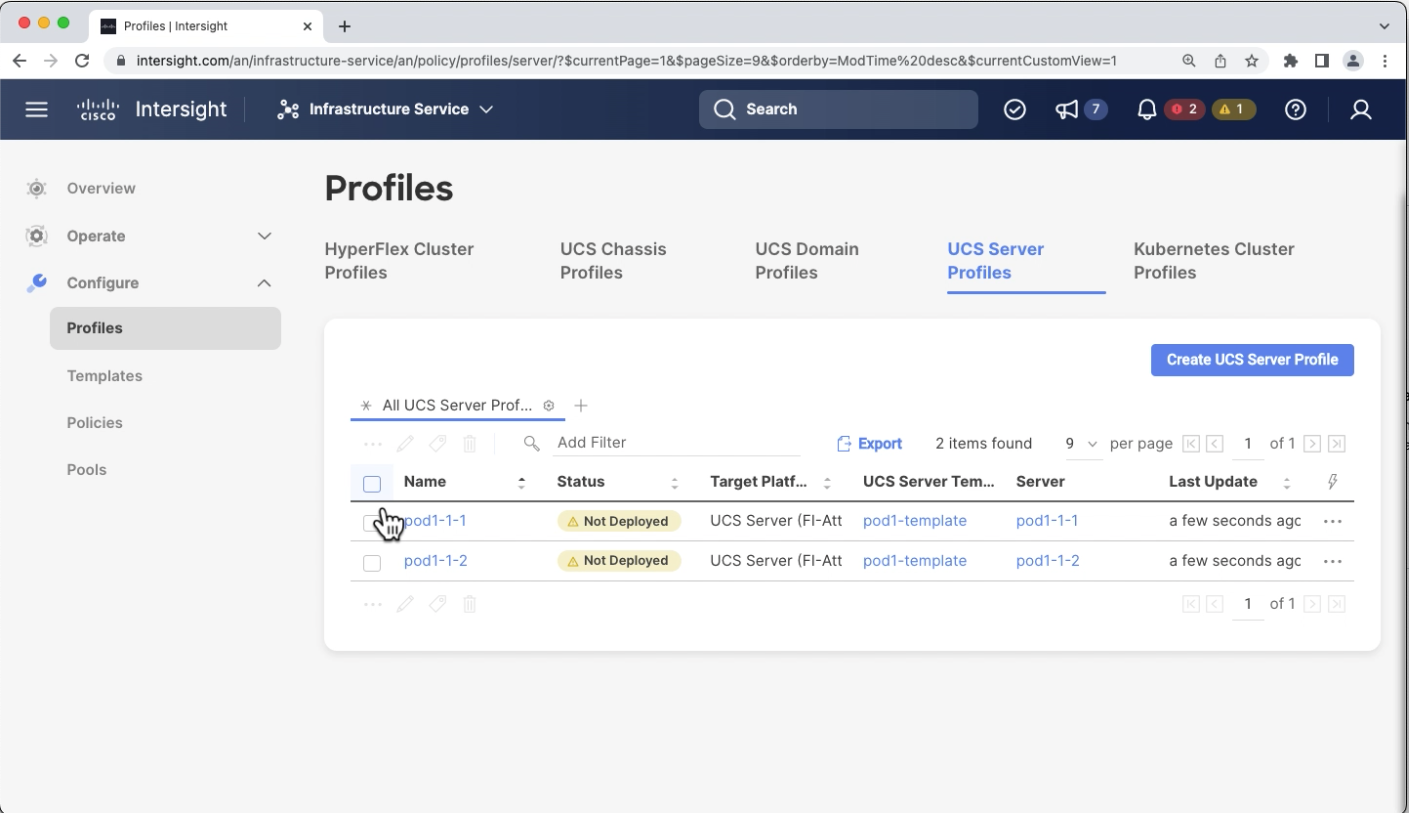 Profiles | Intersight
intersight.com/an/infrastructure-service/an/policy/profiles/server/?$currentPage=1&$pageSize=9&$orderby=ModTime%20desc&$currentCustomView=1
CISCO Intersight Infrastructure Service Search 7 2 1
Overview
Operate
Configure
Profiles
Templates
Policies
Pools
Profiles
HyperFlex Cluster Profiles
UCS Chassis Profiles
UCS Domain Profiles
UCS Server Profiles
Kubernetes Cluster Profiles
Create UCS Server Profile
All UCS Server Prof...
Add Filter Export 2 items found 9 per page 1 of 1
Name Status Target Platf... UCS Server Tem... Server Last Update
pod1-1-1 Not Deployed UCS Server (FI-Att pod1-template pod1-1-1 a few seconds agc
pod1-1-2 Not Deployed UCS Server (FI-Att pod1-template pod1-1-2 a few seconds agc
1 of 1